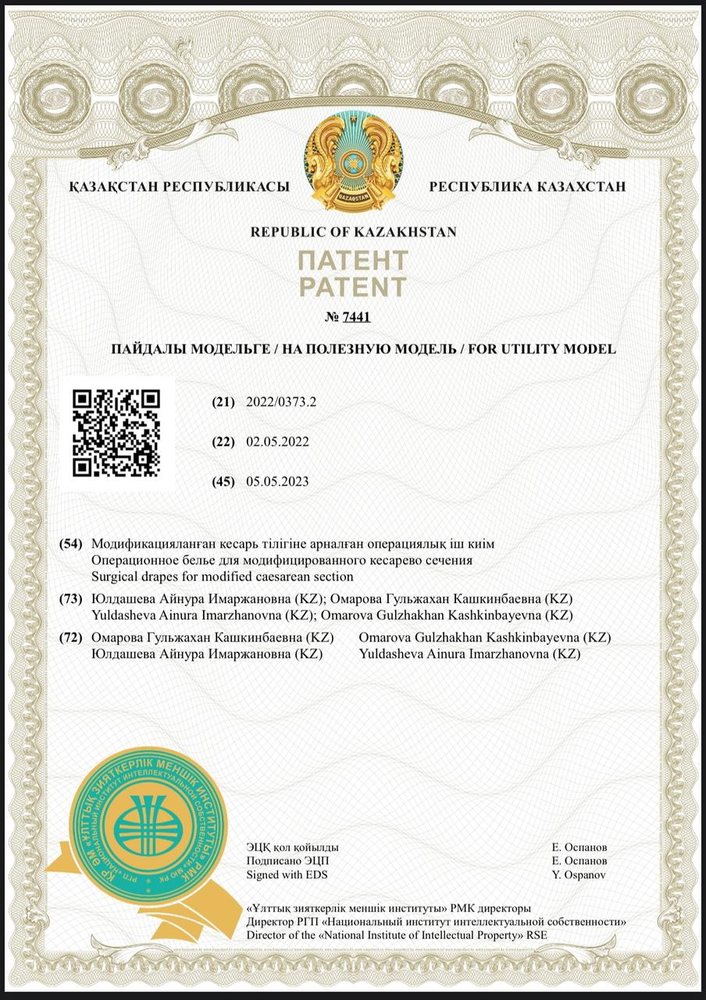 ҚАЗАҚСТАН РЕСПУБЛИКАСЫ
РЕСПУБЛИКА КАЗАХСТАН
QAZAQSTAN
REPUBLIC OF KAZAKHSTAN
ПАТЕНТ
PATENT
№ 7441
ПАЙДАЛЫ МОДЕЛЬГЕ / НА ПОЛЕЗНУЮ МОДЕЛЬ / FOR UTILITY MODEL
(21) 2022/0373.2
(22) 02.05.2022
(45) 05.05.2023
(54) Модификацияланған кесарь тілігіне арналған операциялық іш киім
Операционное белье для модифицированного кесарево сечения
Surgical drapes for modified caesarean section
(73) Юлдашева Айнура Имаржановна (KZ); Омарова Гульжахан Кашкинбаевна (KZ)
Yuldasheva Ainura Imarzhanovna (KZ); Omarova Gulzhakhan Kashkinbayevna (KZ)
(72) Омарова Гульжахан Кашкинбаевна (KZ) Omarova Gulzhakhan Kashkinbayevna (KZ)
Юлдашева Айнура Имаржановна (KZ) Yuldasheva Ainura Imarzhanovna (KZ)
ҚР ӘМ «ҰЛТТЫҚ ЗИЯТКЕРЛІК МЕНШІК ИНСТИТУТЫ» РМК
РГП «НАЦИОНАЛЬНЫЙ ИНСТИТУТ ИНТЕЛЛЕКТУАЛЬНОЙ СОБСТВЕННОСТИ» МЮ РК
ЭЦҚ қол қойылды Е. Оспанов
Подписано ЭЦП Е. Оспанов
Signed with EDS Y. Ospanov
«Ұлттық зияткерлік меншік институты» РМК директоры
Директор РГП «Национальный институт интеллектуальной собственности»
Director of the «National Institute of Intellectual Property» RSE